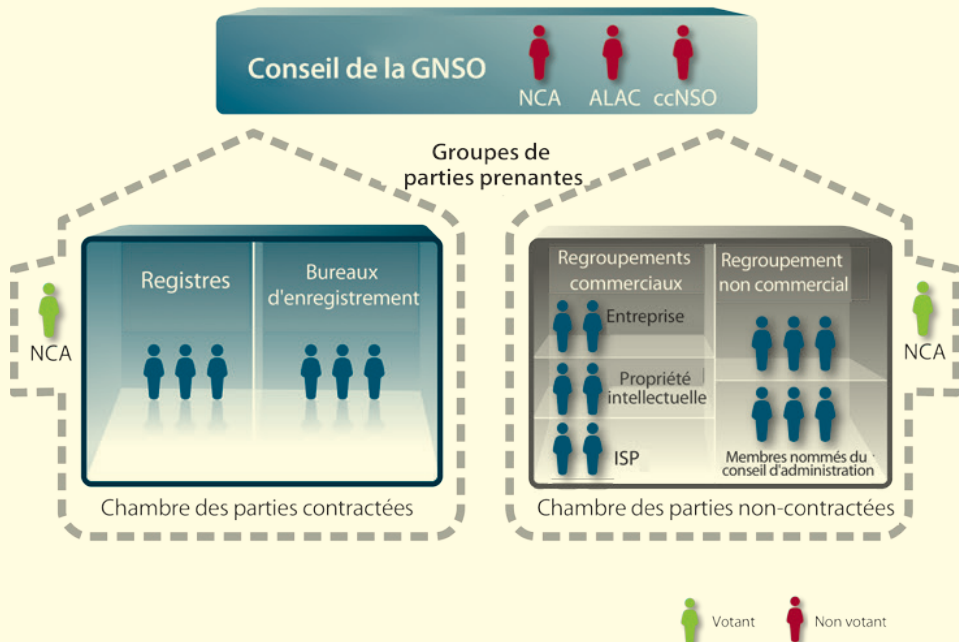 Conseil de la GNSO
NCA ALAC ccNSO
Groupes de
parties prenantes
Registres
Bureaux
d'enregistrement
NCA
Chambre des parties contractées
Regroupements
commerciaux
Entreprise
Propriété
intellectuelle
ISP
Regroupement
non commercial
Membres nommés du
conseil d'administration
NCA
Chambre des parties non-contractées
Votant
Non votant